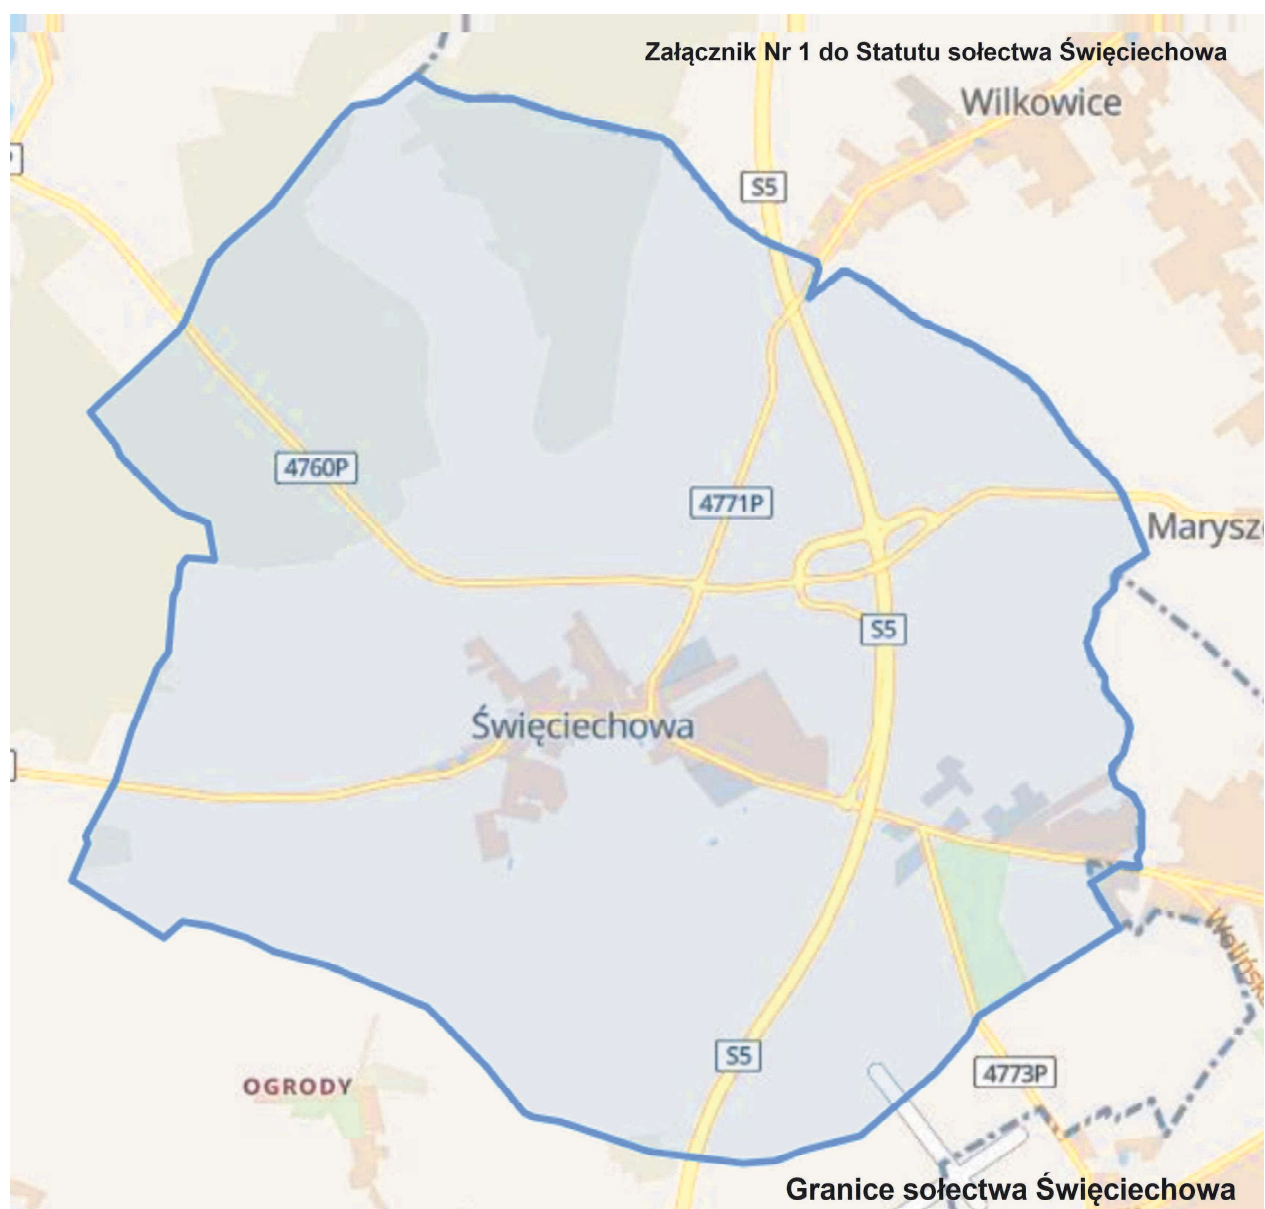 Załącznik Nr 1 do Statutu sołectwa Święciechowa
Wilkowice
S5
4760P
4771P
Marysz
S5
Święciechowa
S5
4773P
OGRODY
Granice sołectwa Święciechowa